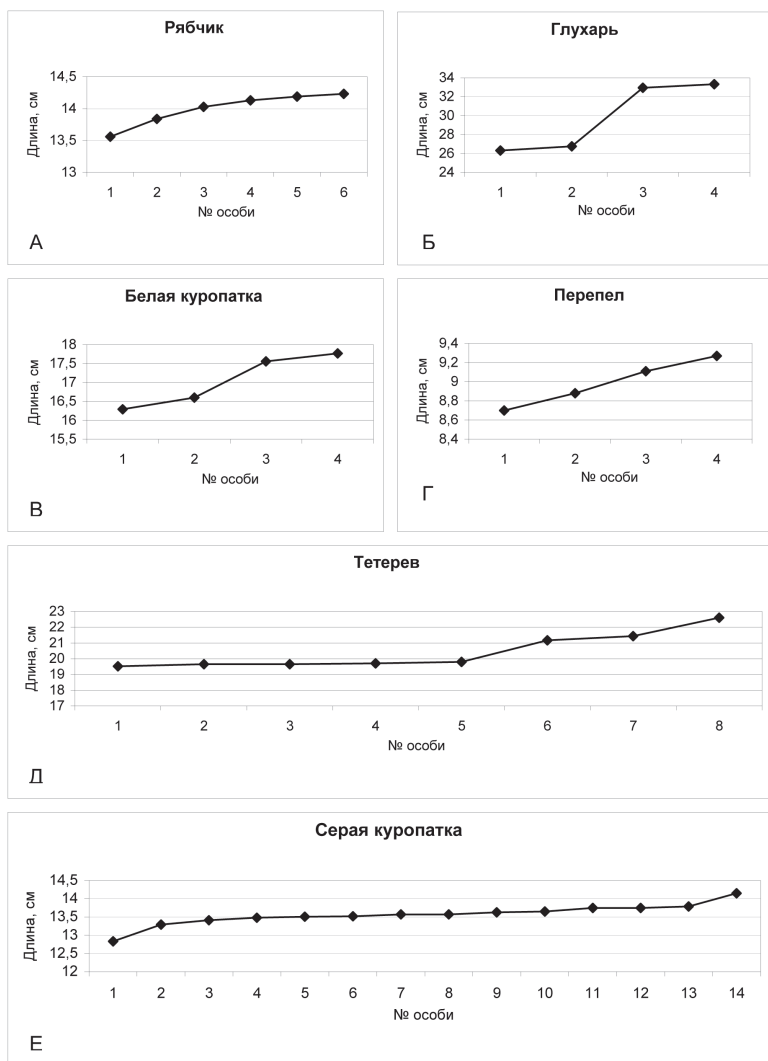 Рябчик
Длина, см
14,5
14
13,5
13
1 2 3 4 5 6
№ особи
А
Глухарь
Длина, см
34
32
30
28
26
24
1 2 3 4
№ особи
Б
Белая куропатка
Длина, см
18
17,5
17
16,5
16
15,5
1 2 3 4
№ особи
В
Перепел
Длина, см
9,4
9,2
9
8,8
8,6
8,4
1 2 3 4
№ особи
Г
Тетерев
Длина, см
23
22
21
20
19
18
17
1 2 3 4 5 6 7 8
№ особи
Д
Серая куропатка
Длина, см
14,5
14
13,5
13
12,5
12
1 2 3 4 5 6 7 8 9 10 11 12 13 14
№ особи
Е